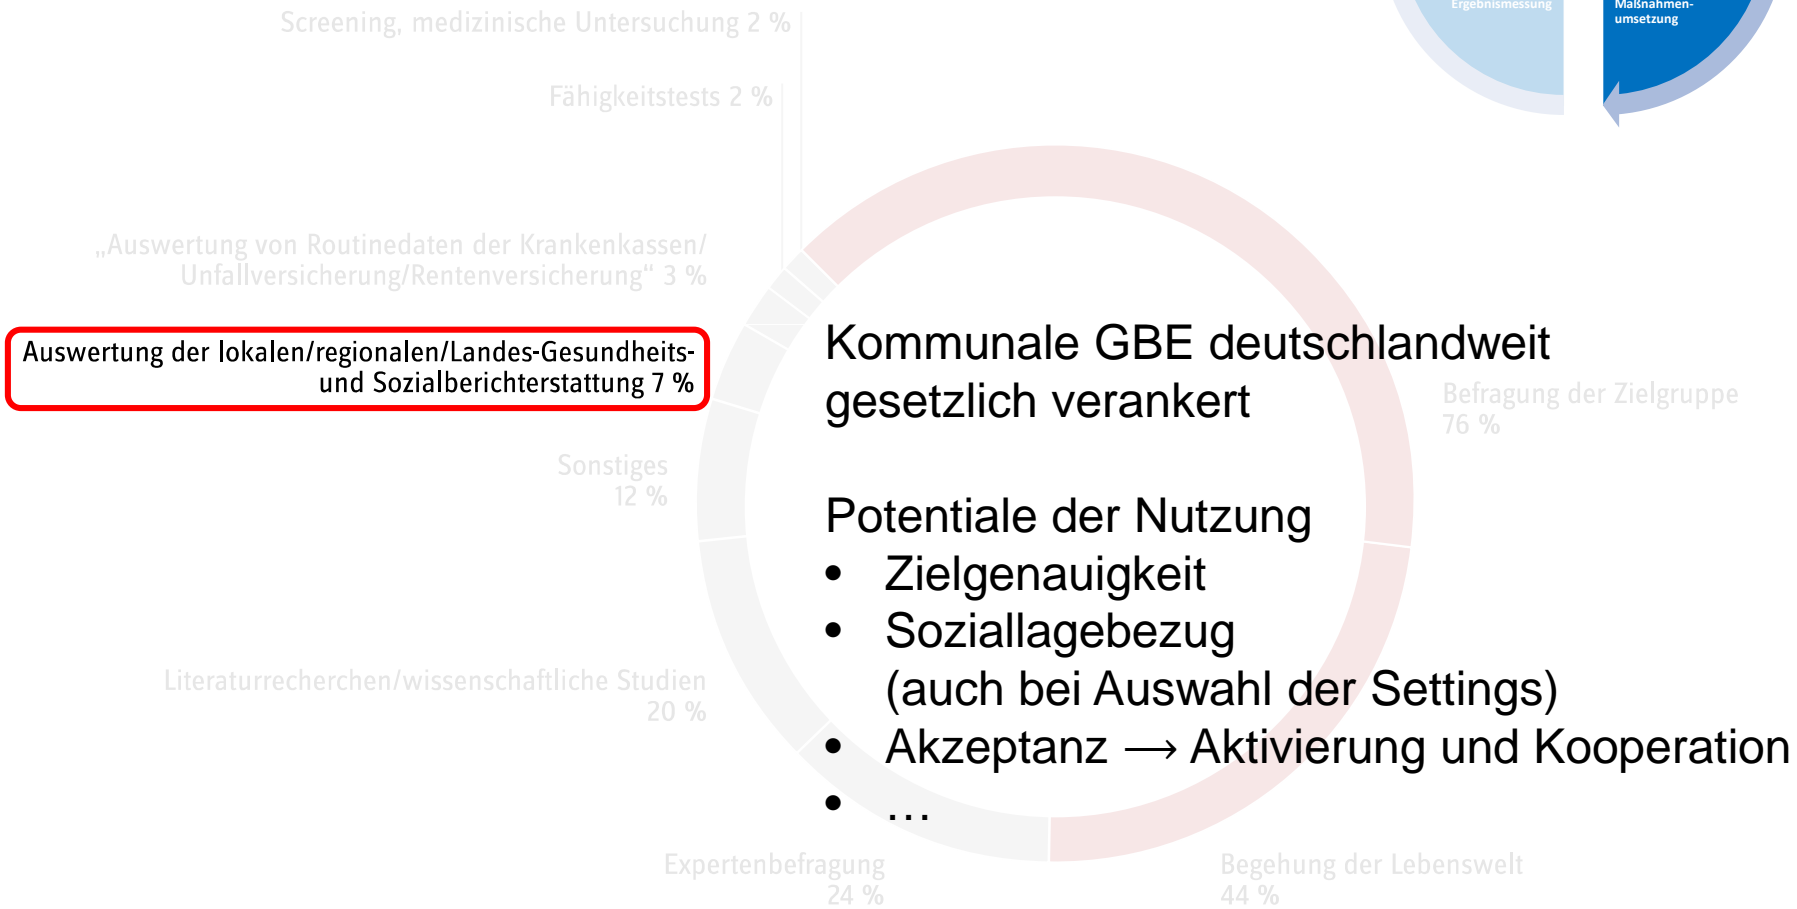 Ergebnismessung
Maßnahmen-
umsetzung
Screening, medizinische Untersuchung 2 %
Fähigkeitstests 2 %
„Auswertung von Routinedaten der Krankenkassen/
Unfallversicherung/Rentenversicherung“ 3 %
Auswertung der lokalen/regionalen/Landes-Gesundheits-
und Sozialberichterstattung 7 %
Sonstiges
12 %
Literaturrecherchen/wissenschaftliche Studien
20 %
Expertenbefragung
24 %
Begehung der Lebenswelt
44 %
Befragung der Zielgruppe
76 %
Kommunale GBE deutschlandweit
gesetzlich verankert
Potentiale der Nutzung
• Zielgenauigkeit
• Soziallagebezug
(auch bei Auswahl der Settings)
• Akzeptanz → Aktivierung und Kooperation
• …